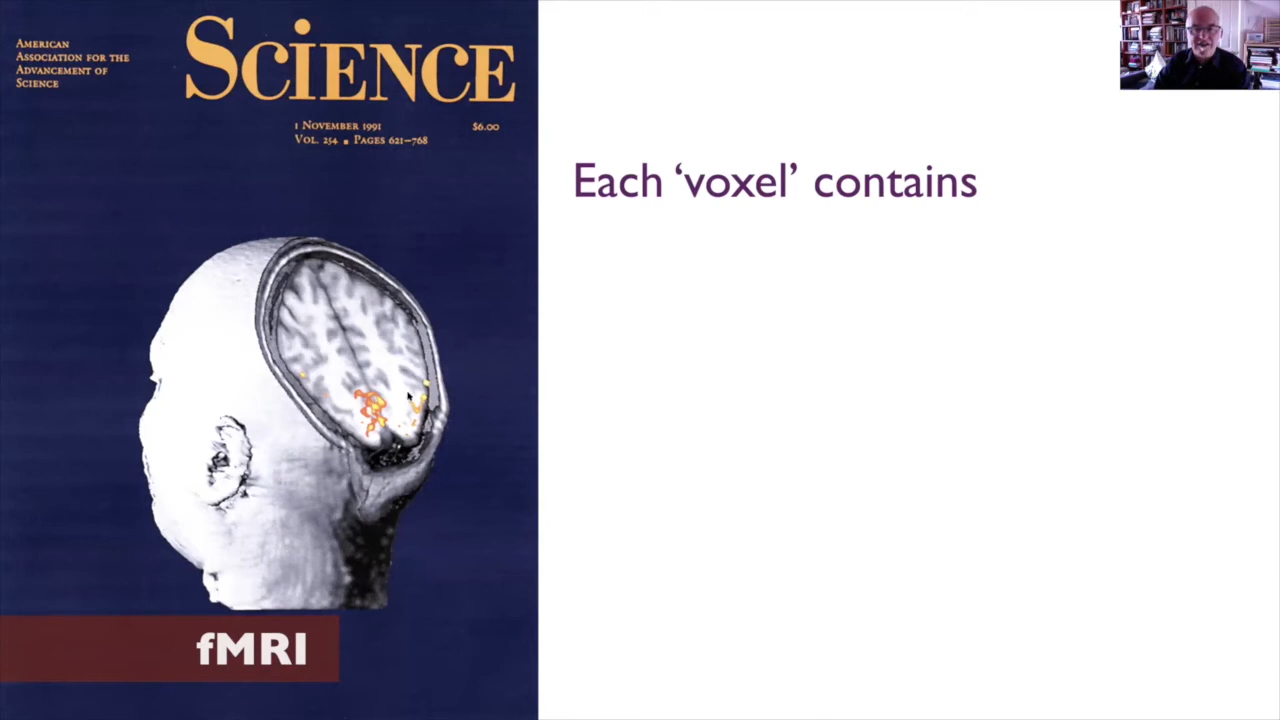 AMERICAN
ASSOCIATION FOR THE
ADVANCEMENT OF
SCIENCE
SCiENCE
1 NOVEMBER 1991
$6.00
VOL. 254 ■ PAGES 621–768
Each ‘voxel’ contains
fMRI